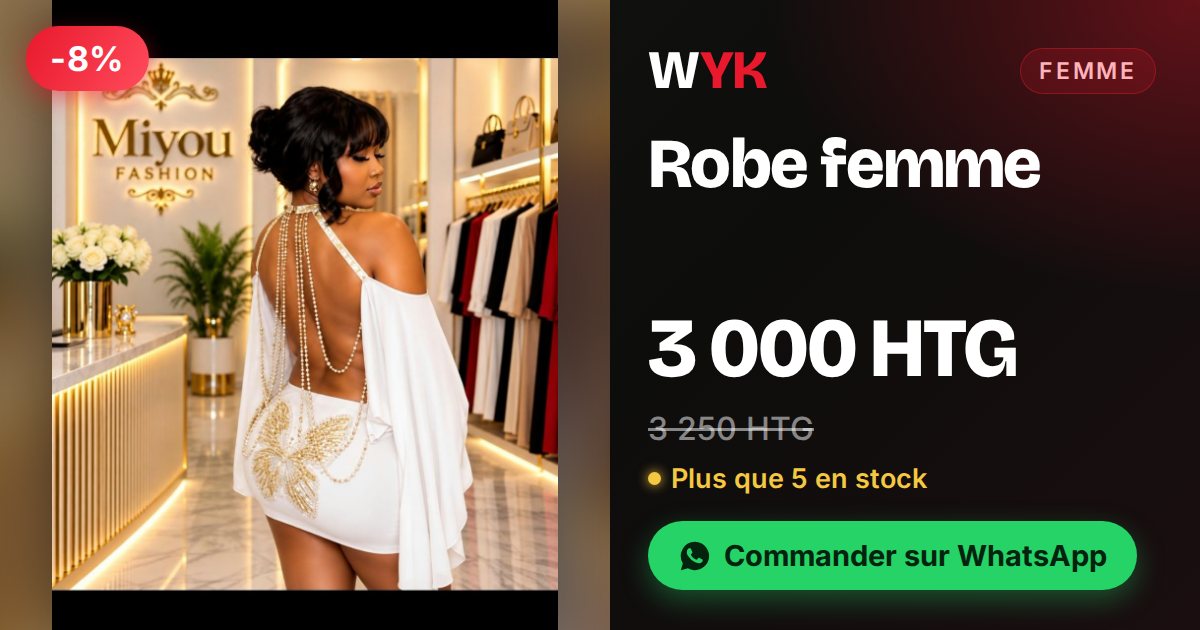 -8%
Miyou
FASHION
WYK
FEMME
Robe femme
3 000 HTG
3 250 HTG
Plus que 5 en stock
Commander sur WhatsApp